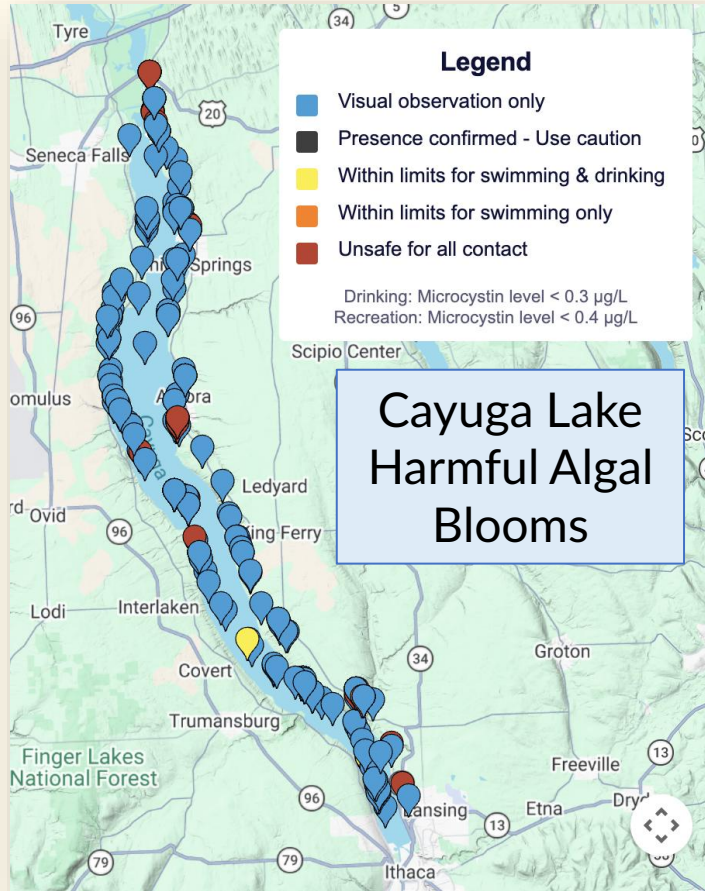 Tyre
34
5
20
Seneca Falls
Legend
Visual observation only
Presence confirmed - Use caution
Within limits for swimming & drinking
Within limits for swimming only
Unsafe for all contact
Drinking: Microcystin level < 0.3 µg/L
Recreation: Microcystin level < 0.4 µg/L
Springs
96
Scipio Center
omulus
Cayuga Lake
Harmful Algal
Blooms
Ledyard
Ovid
96
ing Ferry
Lodi
Interlaken
Covert
34
Groton
Trumansburg
Finger Lakes
National Forest
13
Freeville
96
Lansing
Etna
Dryd
13
79
79
Ithaca